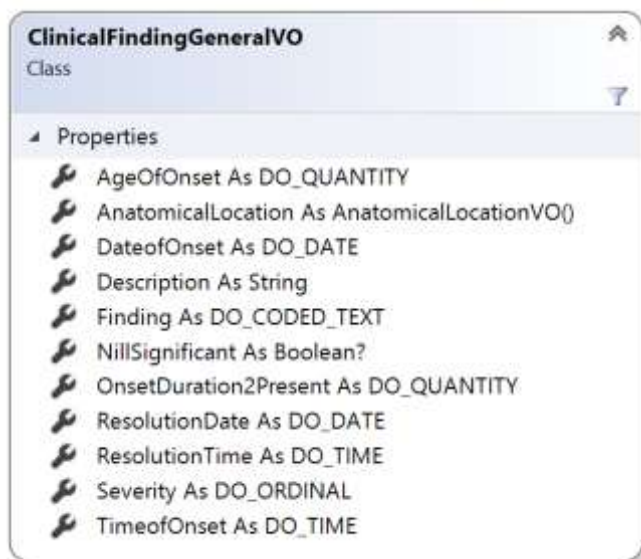 ClinicalFindingGeneralVO
Class
Properties
AgeOfOnset As DO_QUANTITY
AnatomicalLocation As AnatomicalLocationVO()
DateofOnset As DO_DATE
Description As String
Finding As DO_CODED_TEXT
NillSignificant As Boolean?
OnsetDuration2Present As DO_QUANTITY
ResolutionDate As DO_DATE
ResolutionTime As DO_TIME
Severity As DO_ORDINAL
TimeofOnset As DO_TIME